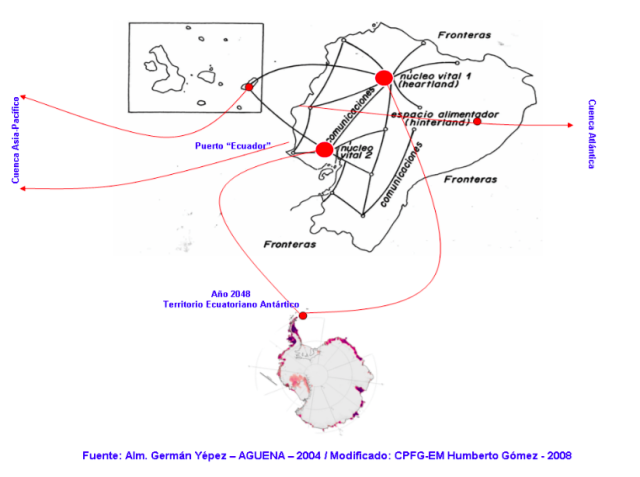 Fronteras
núcleo vital 1
(heartland)
Cuenca Asia-Pacífico
comunicaciones
espacio alimentador
(hinterland)
Cuenca Atlántica
Puerto “Ecuador”
núcleo
vital 2
comunicaciones
Fronteras
Fronteras
Año 2048
Territorio Ecuatoriano Antártico
Fuente: Alm. Germán Yépez – AGUENA – 2004 / Modificado: CPFG-EM Humberto Gómez - 2008